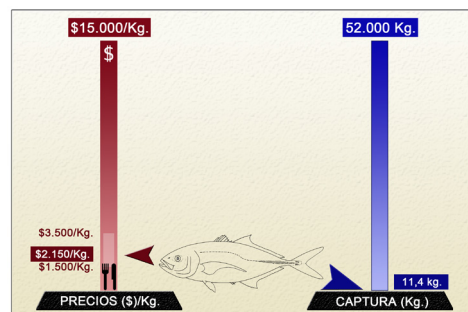 $15.000/Kg.
$
$3.500/Kg.
$2.150/Kg.
$1.500/Kg.
PRECIOS ($)/Kg.
52.000 Kg.
11,4 kg.
CAPTURA (Kg.)